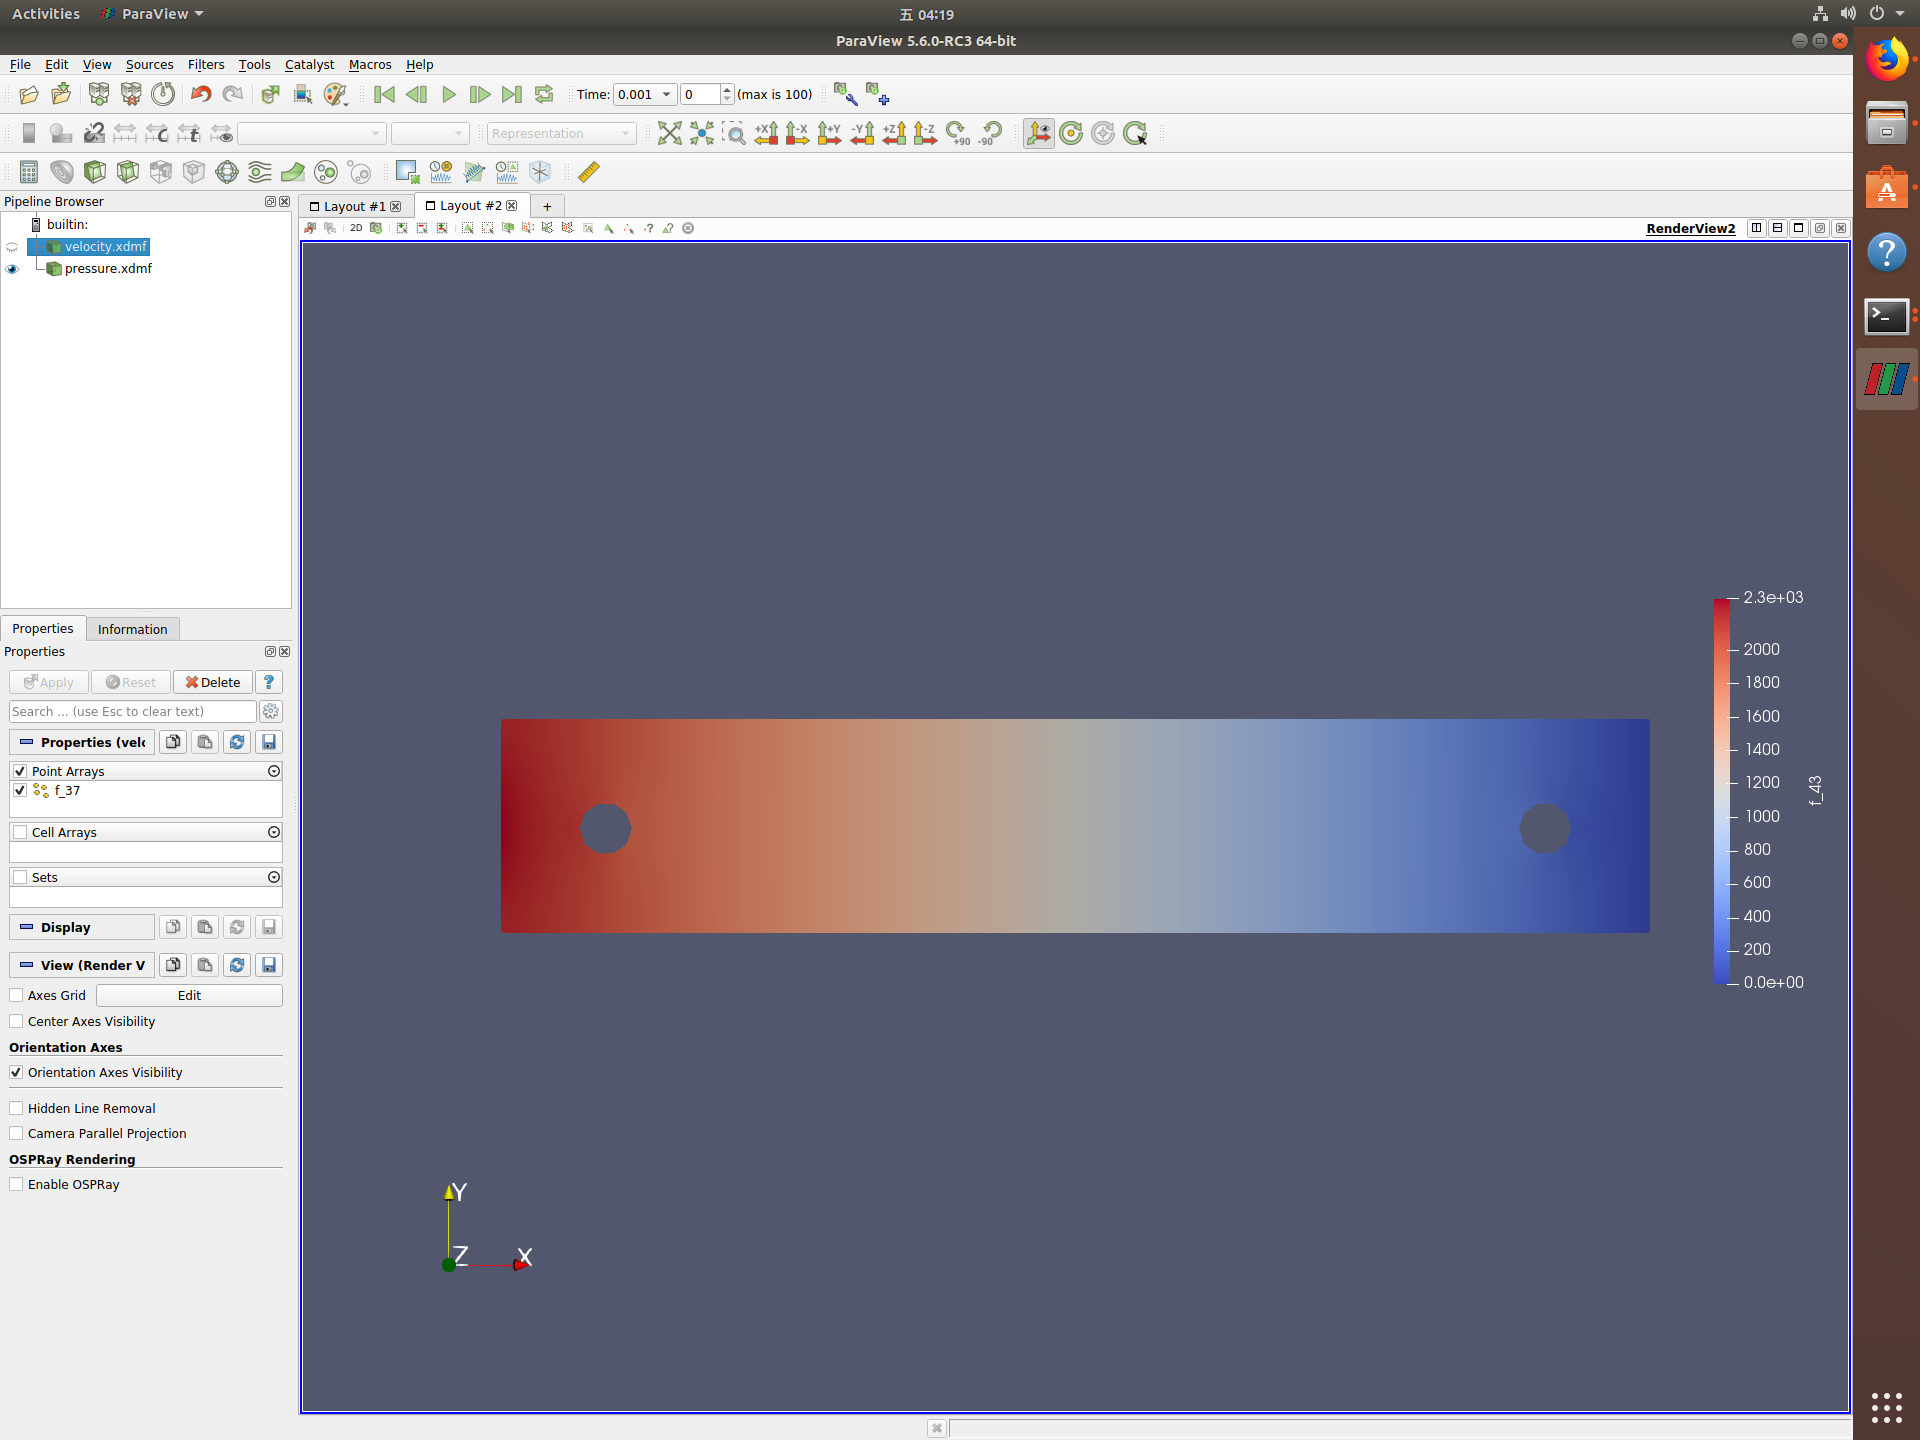 Activities ParaView 五 04:19
ParaView 5.6.0-RC3 64-bit
File Edit View Sources Filters Tools Catalyst Macros Help
Time: 0.001 0 (max is 100)
Representation
+X -X +Y -Y +Z -Z +90 -90
Pipeline Browser
builtin:
velocity.xdmf
pressure.xdmf
Layout #1 Layout #2 +
2D RenderView2
Properties Information
Properties
Apply Reset Delete ?
Search ... (use Esc to clear text)
Properties (velo
Point Arrays
f_37
Cell Arrays
Sets
Display
View (Render V
Axes Grid Edit
Center Axes Visibility
Orientation Axes
Orientation Axes Visibility
Hidden Line Removal
Camera Parallel Projection
OSPRay Rendering
Enable OSPRay
2.3e+03
2000
1800
1600
1400
1200
1000
800
600
400
200
0.0e+00
f_43
Y
Z
X